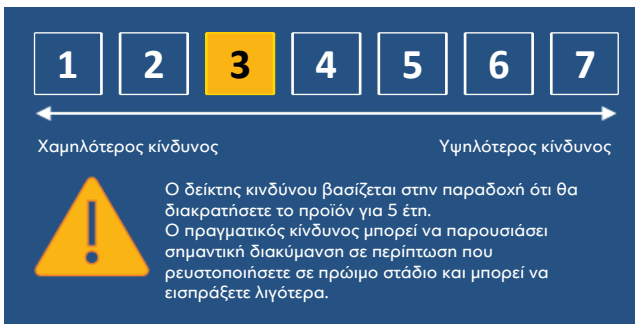 1 2 3 4 5 6 7
Χαμηλότερος κίνδυνος Υψηλότερος κίνδυνος
Ο δείκτης κινδύνου βασίζεται στην παραδοχή ότι θα
διακρατήσετε το προϊόν για 5 έτη.
Ο πραγματικός κίνδυνος μπορεί να παρουσιάσει
σημαντική διακύμανση σε περίπτωση που
ρευστοποιήσετε σε πρώιμο στάδιο και μπορεί να
εισπράξετε λιγότερα.